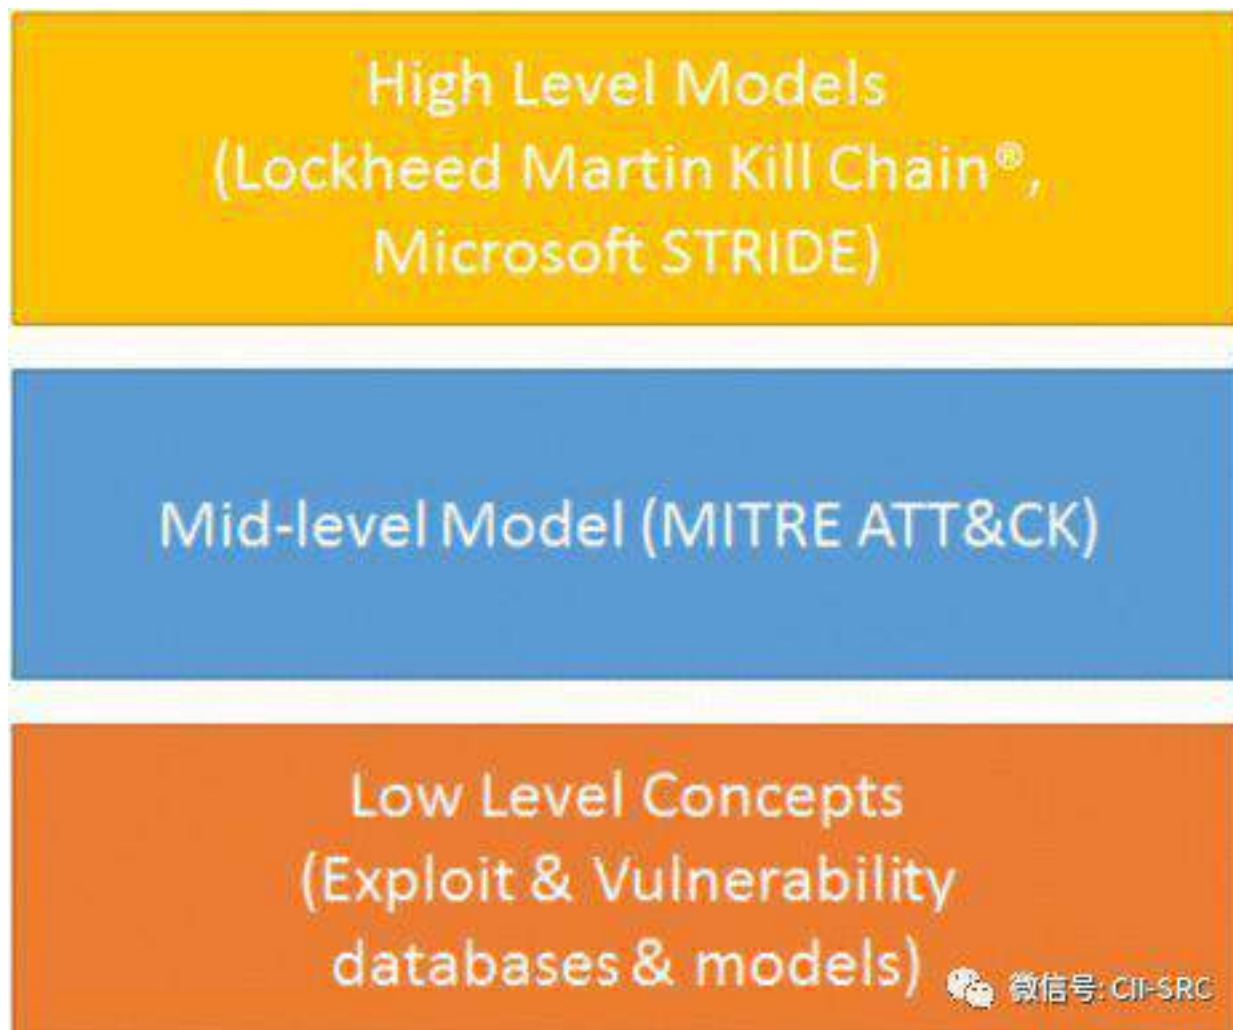 High Level Models
(Lockheed Martin Kill Chain®,
Microsoft STRIDE)
Mid-level Model (MITRE ATT&CK)
Low Level Concepts
(Exploit & Vulnerability
databases & models)
微信号: CII-SRC